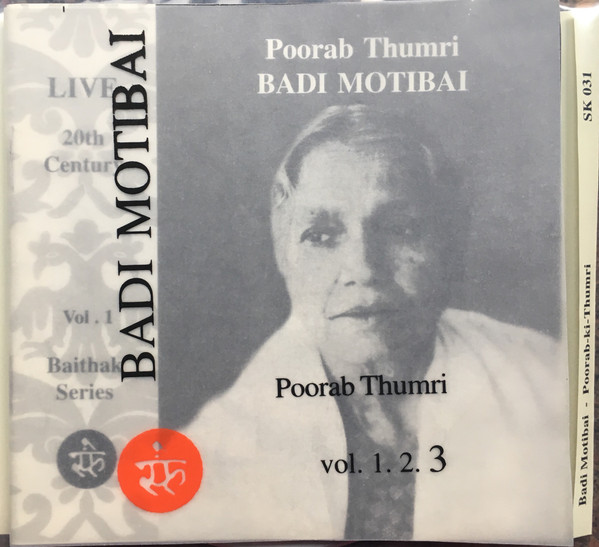 Poorab Thumri
BADI MOTIBAI
LIVE
20th
Century
Vol . 1
Baithak
Series
BADI MOTIBAI
Poorab Thumri
vol. 1. 2. 3
SK 031
Badi Motibai - Poorab-ki-Thumri